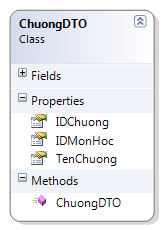 ChuongDTO
Class
Fields
Properties
IDChuong
IDMonHoc
TenChuong
Methods
ChuongDTO